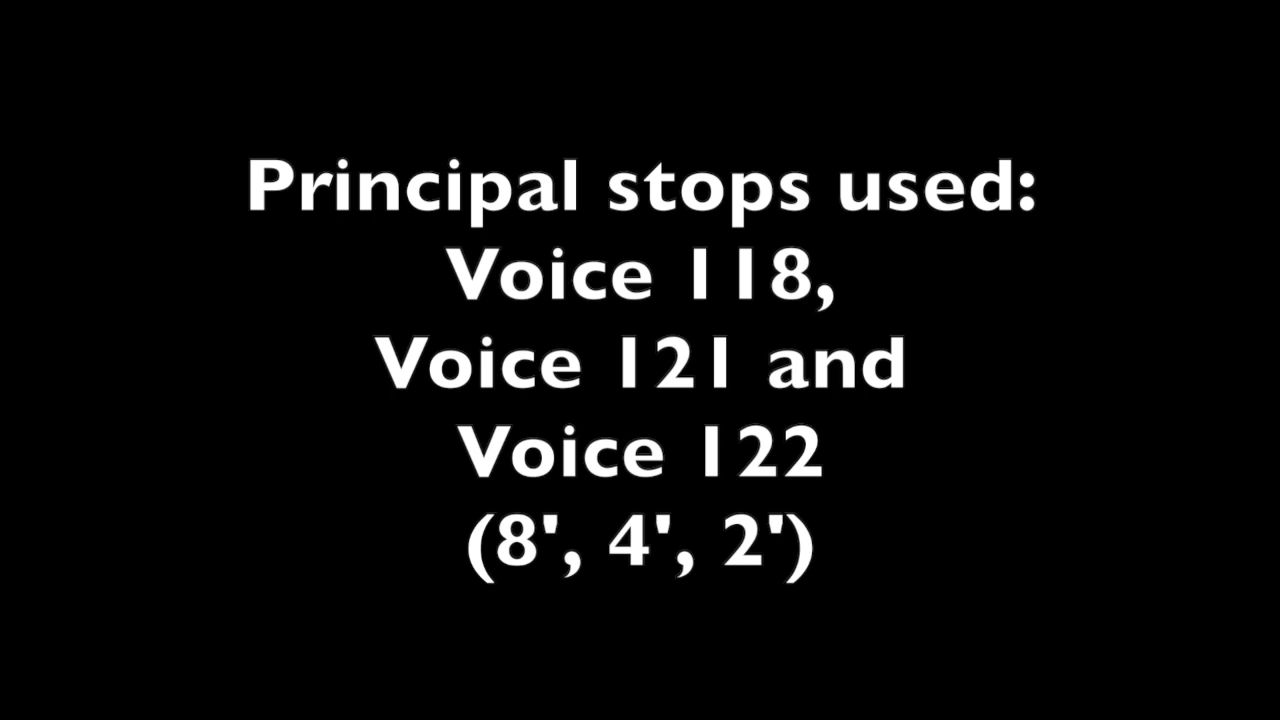 Principal stops used:
Voice 118,
Voice 121 and
Voice 122
(8', 4', 2')